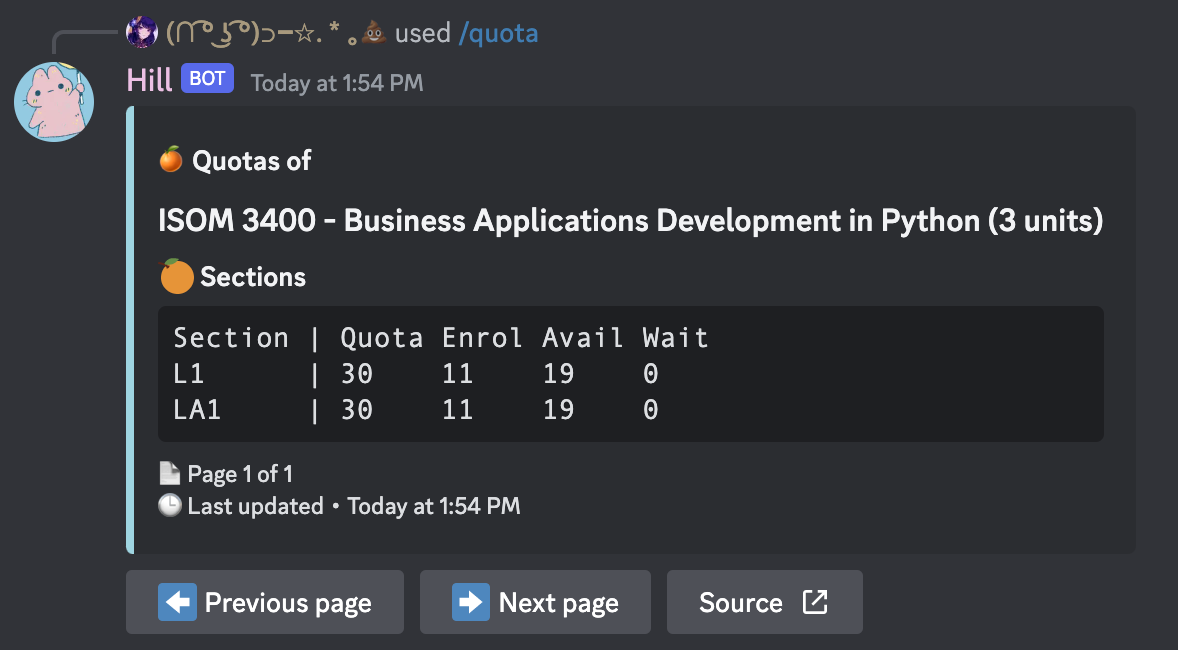 (ᑎ ͡° ͜ʖ ͡°)⊃━☆. * ｡💩 used /quota
Hill BOT Today at 1:54 PM
🍊 Quotas of
ISOM 3400 - Business Applications Development in Python (3 units)
Sections
Section | Quota Enrol Avail Wait
L1 | 30 11 19 0
LA1 | 30 11 19 0
Page 1 of 1
Last updated • Today at 1:54 PM
Previous page Next page Source